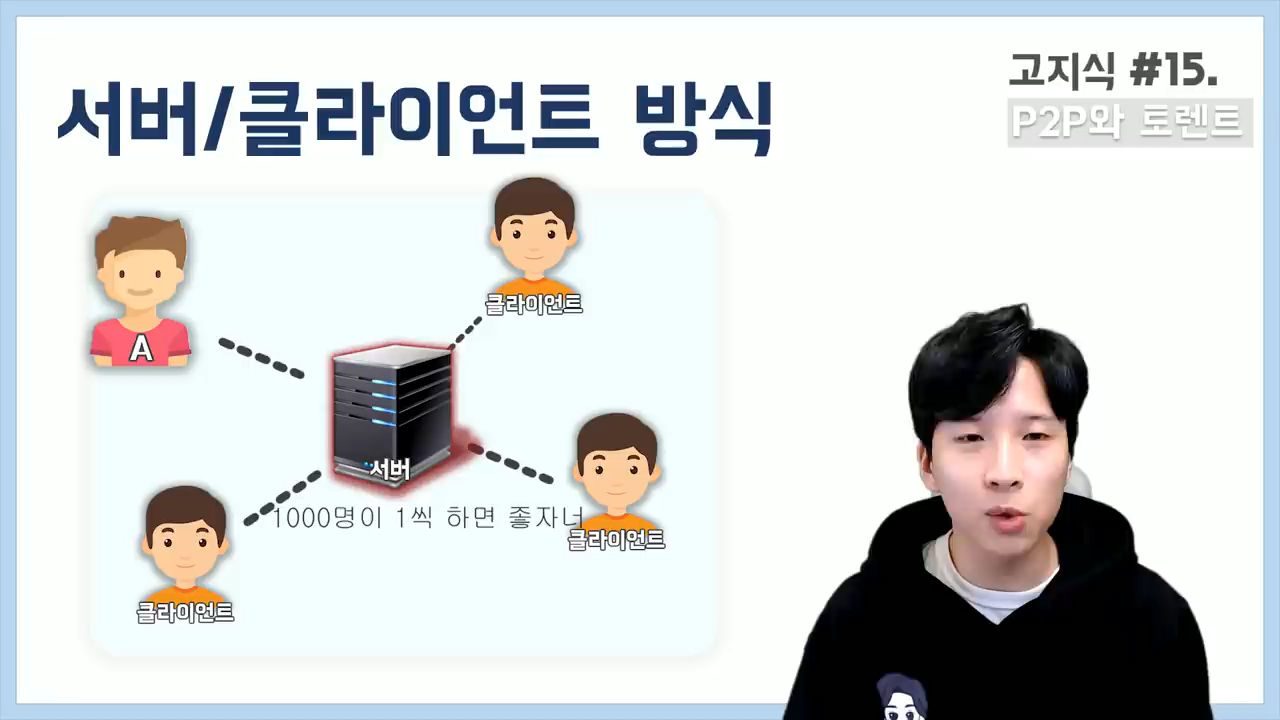 서버/클라이언트 방식
고지식 #15.
P2P와 토렌트
클라이언트
A
서버
1000명이 1씩 하면 좋자너
클라이언트
클라이언트